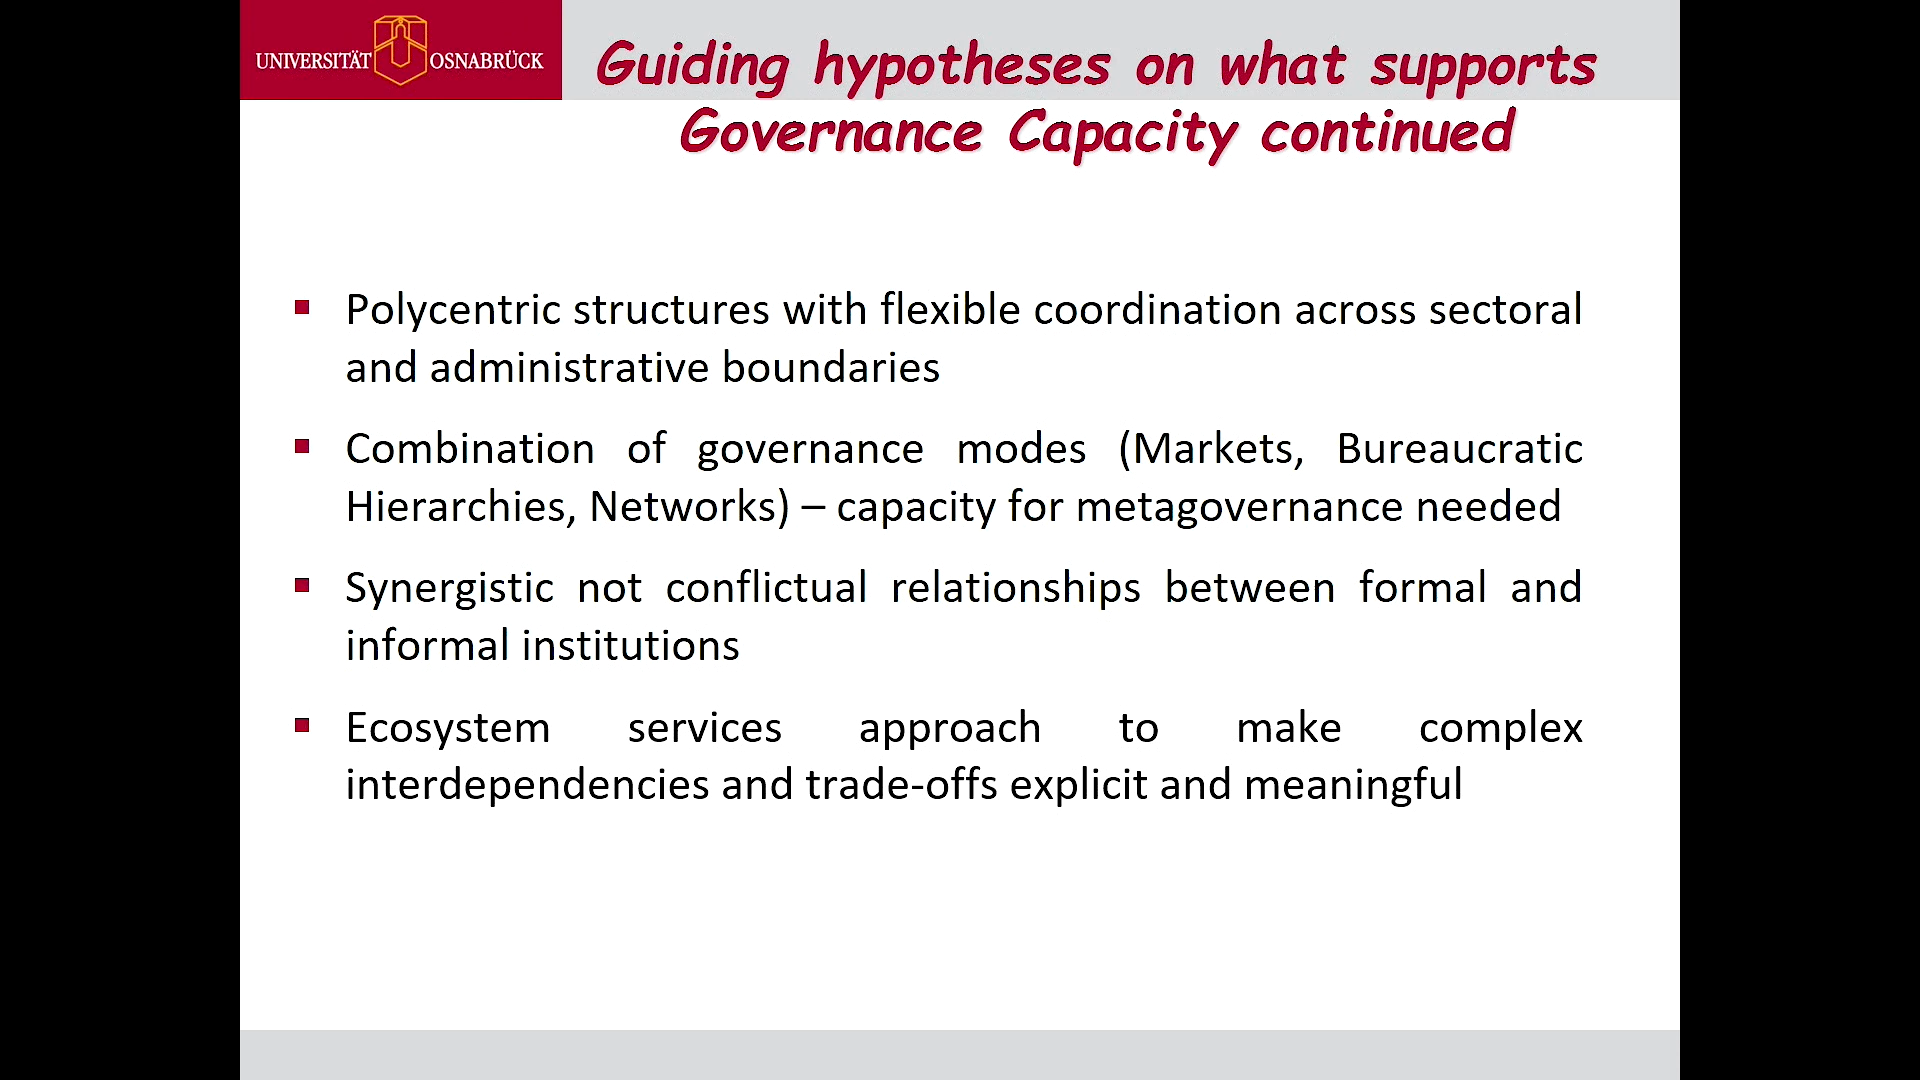 UNIVERSITÄT OSNABRÜCK
Guiding hypotheses on what supports
Governance Capacity continued
▪ Polycentric structures with flexible coordination across sectoral
and administrative boundaries
▪ Combination of governance modes (Markets, Bureaucratic
Hierarchies, Networks) – capacity for metagovernance needed
▪ Synergistic not conflictual relationships between formal and
informal institutions
▪ Ecosystem services approach to make complex
interdependencies and trade-offs explicit and meaningful